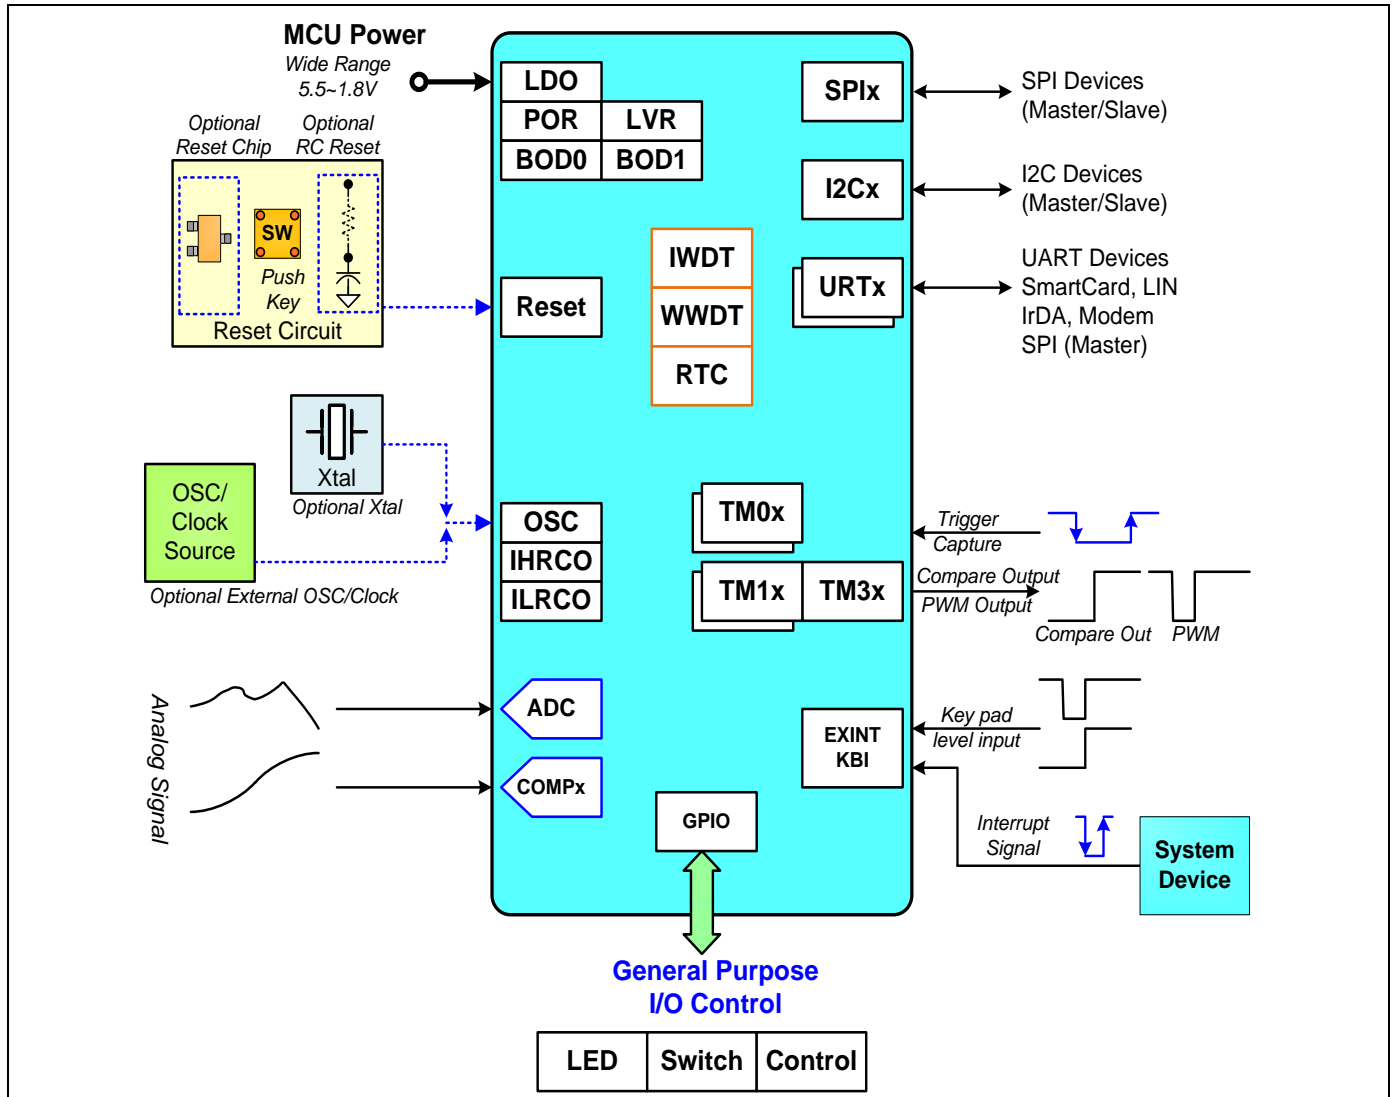 MCU Power
Wide Range
5.5~1.8V
Optional
Reset Chip
Optional
RC Reset
SW
Push
Key
Reset Circuit
LDO
POR
LVR
BOD0
BOD1
Reset
IWDT
WWDT
RTC
SPIx
SPI Devices
(Master/Slave)
I2Cx
I2C Devices
(Master/Slave)
URTx
UART Devices
SmartCard, LIN
IrDA, Modem
SPI (Master)
Xtal
Optional Xtal
OSC/
Clock
Source
Optional External OSC/Clock
OSC
IHRCO
ILRCO
TM0x
TM1x
TM3x
Trigger
Capture
Compare Output
PWM Output
Compare Out
PWM
Analog Signal
ADC
COMPx
EXINT
KBI
Key pad
level input
Interrupt
Signal
System
Device
GPIO
General Purpose
I/O Control
LED
Switch
Control